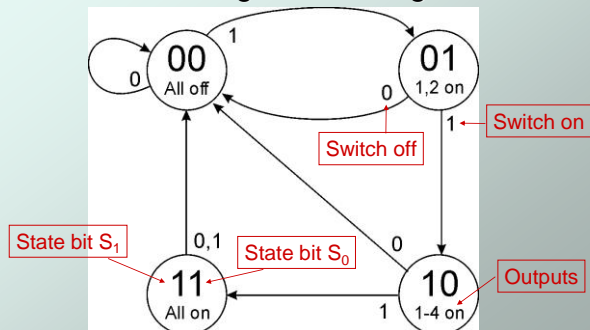 1
00
All off
0
01
1,2 on
0
1
Switch on
Switch off
0,1
State bit S₁
State bit S₀
0
11
All on
10
1-4 on
Outputs
1